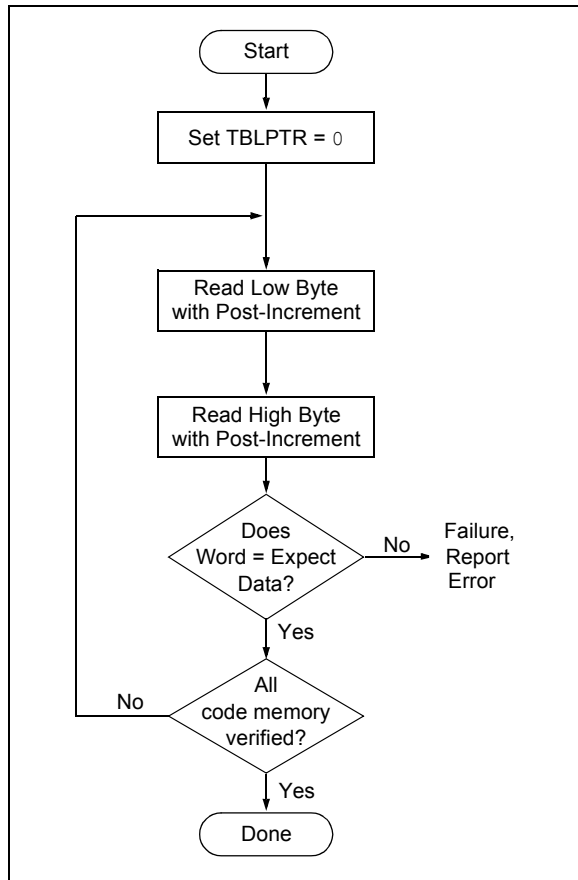 Start
Set TBLPTR = 0
Read Low Byte
with Post-Increment
Read High Byte
with Post-Increment
Does
Word = Expect
Data?
No
Failure,
Report
Error
Yes
All
code memory
verified?
No
Yes
Done